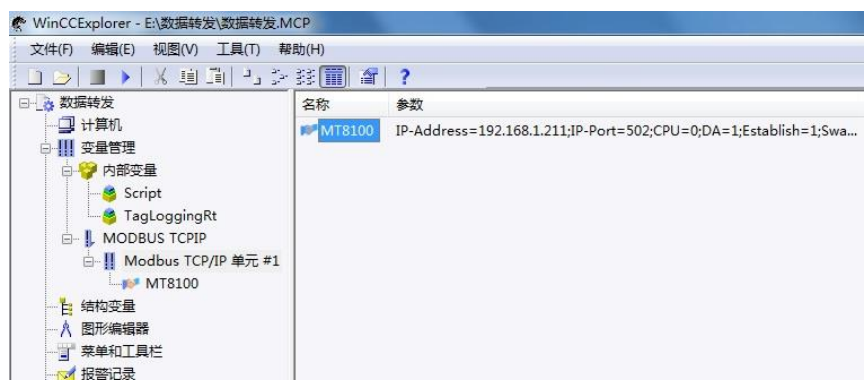 WinCCExplorer - E:\数据转发\数据转发.MCP
文件(F) 编辑(E) 视图(V) 工具(T) 帮助(H)
名称 参数
数据转发
计算机
变量管理
内部变量
Script
TagLoggingRt
MODBUS TCPIP
Modbus TCP/IP 单元 #1
MT8100
结构变量
图形编辑器
菜单和工具栏
报警记录
MT8100 IP-Address=192.168.1.211;IP-Port=502;CPU=0;DA=1;Establish=1;Swa...